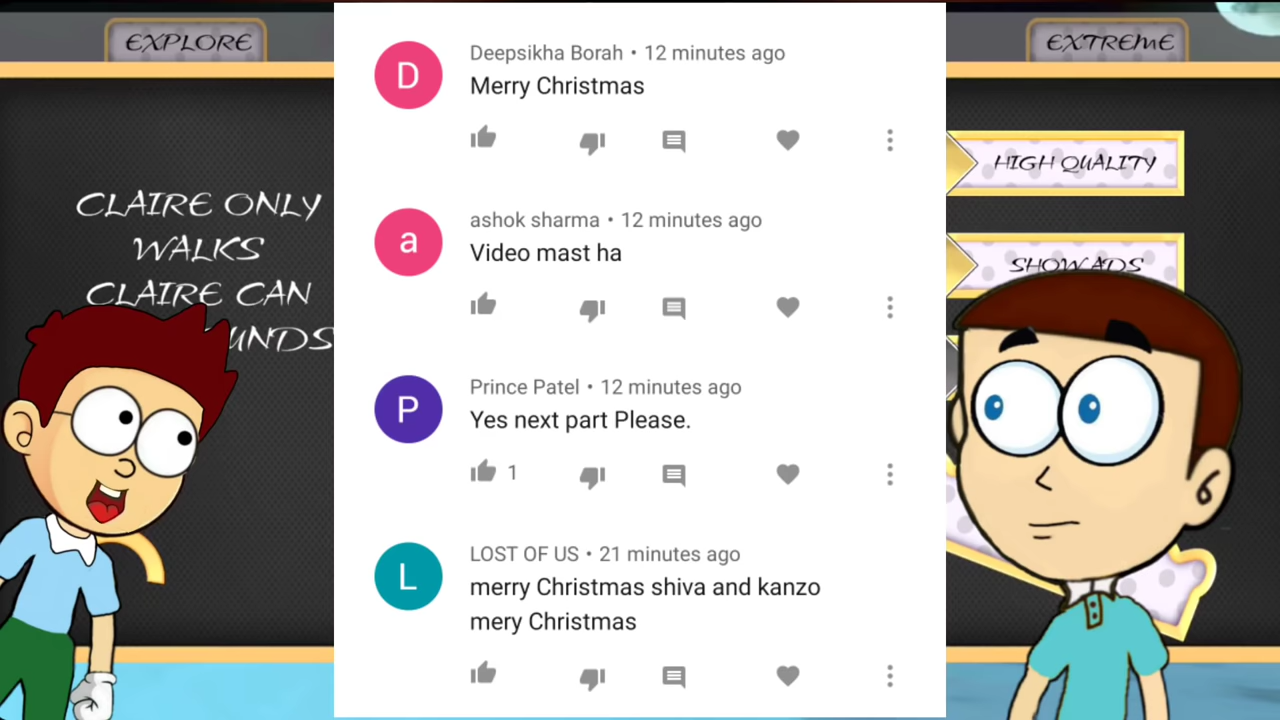 EXPLORE
CLAIRE ONLY
WALKS
CLAIRE CAN
D
Deepsikha Borah • 12 minutes ago
Merry Christmas
a
ashok sharma • 12 minutes ago
Video mast ha
P
Prince Patel • 12 minutes ago
Yes next part Please.
1
L
LOST OF US • 21 minutes ago
merry Christmas shiva and kanzo
mery Christmas
EXTREME
HIGH QUALITY
SHOW ADS